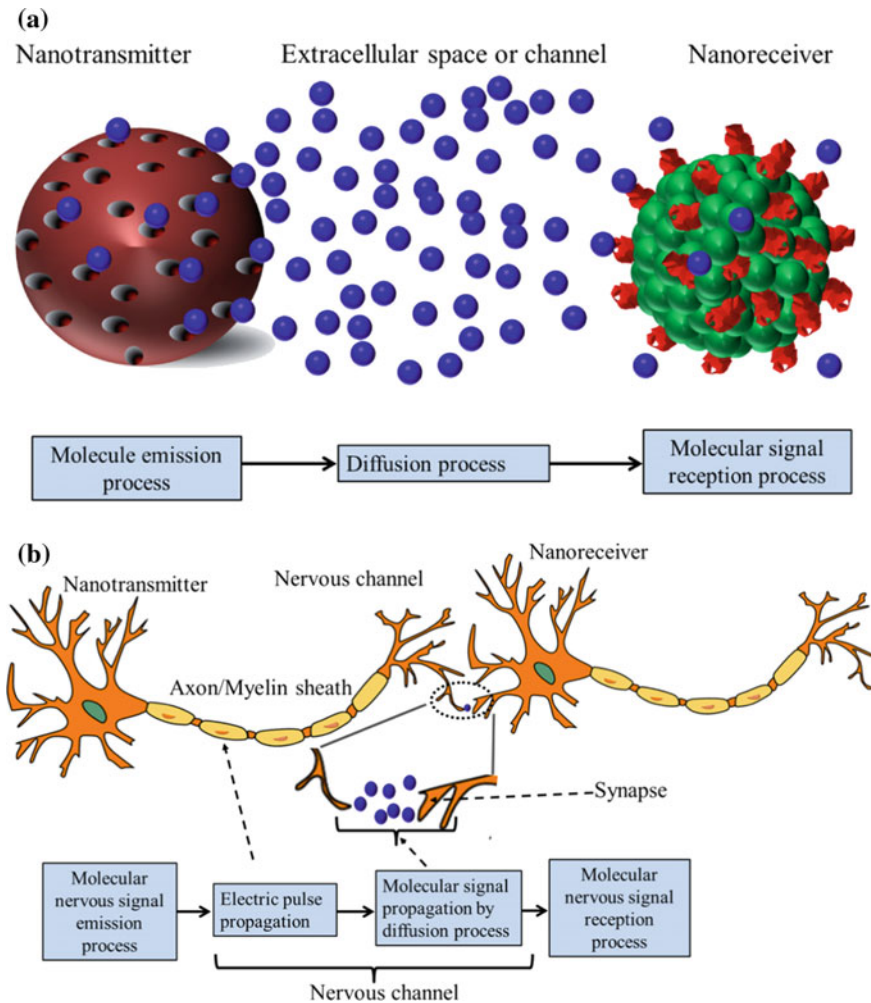 (a)
Nanotransmitter Extracellular space or channel Nanoreceiver
Molecule emission
process
Diffusion process
Molecular signal
reception process
(b)
Nanotransmitter
Nervous channel
Nanoreceiver
Axon/Myelin sheath
Synapse
Molecular
nervous signal
emission
process
Electric pulse
propagation
Molecular signal
propagation by
diffusion process
Molecular
nervous signal
reception
process
Nervous channel